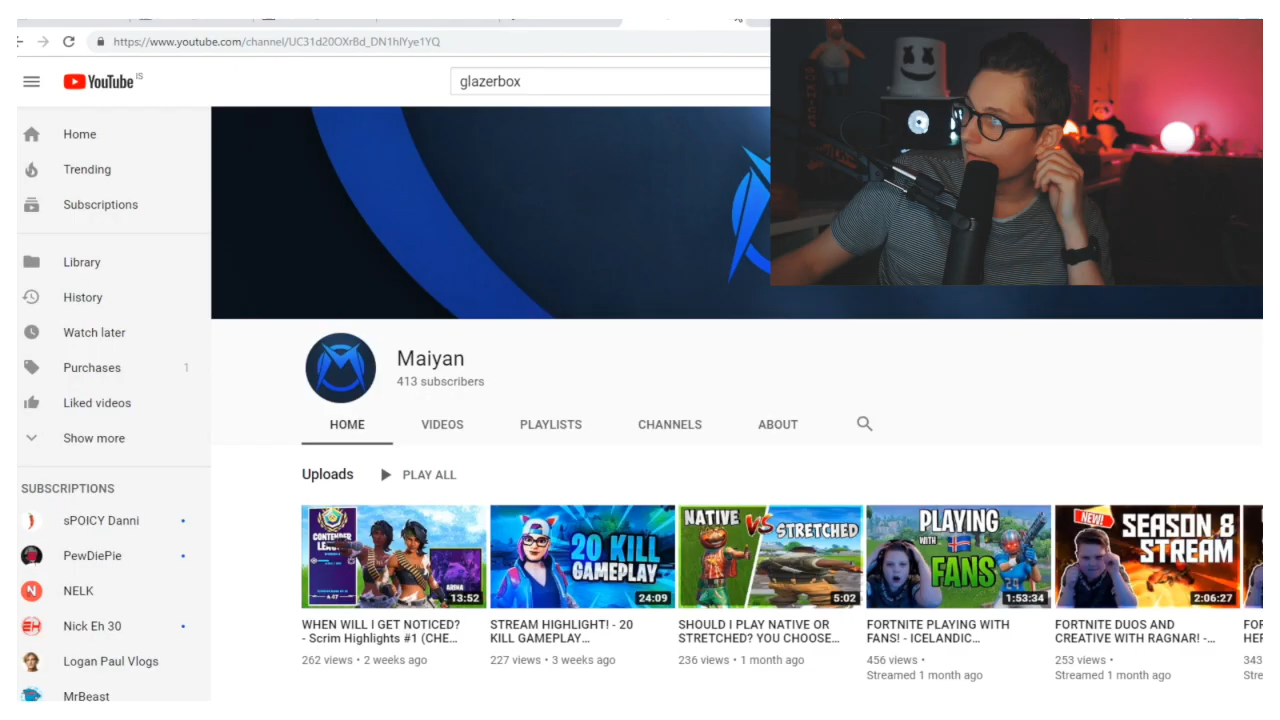 https://www.youtube.com/channel/UC31d20OXrBd_DN1hlYye1YQ
YouTube IS
glazerbox
Home
Trending
Subscriptions
Library
History
Watch later
Purchases 1
Liked videos
Show more
SUBSCRIPTIONS
sPOICY Danni
PewDiePie
NELK
Nick Eh 30
Logan Paul Vlogs
MrBeast
Maiyan
413 subscribers
HOME VIDEOS PLAYLISTS CHANNELS ABOUT
Uploads PLAY ALL
CONTENDER
ARENA
13:52
WHEN WILL I GET NOTICED?
- Scrim Highlights #1 (CHE...
262 views • 2 weeks ago
20 KILL
GAMEPLAY
24:09
STREAM HIGHLIGHT! - 20
KILL GAMEPLAY...
227 views • 3 weeks ago
NATIVE
VS STRETCHED
5:02
SHOULD I PLAY NATIVE OR
STRETCHED? YOU CHOOSE...
236 views • 1 month ago
PLAYING
WITH
FANS
1:53:34
FORTNITE PLAYING WITH
FANS! - ICELANDIC...
456 views •
Streamed 1 month ago
NEW!
SEASON 8
STREAM
2:06:27
FORTNITE DUOS AND
CREATIVE WITH RAGNAR! -...
253 views •
Streamed 1 month ago
343